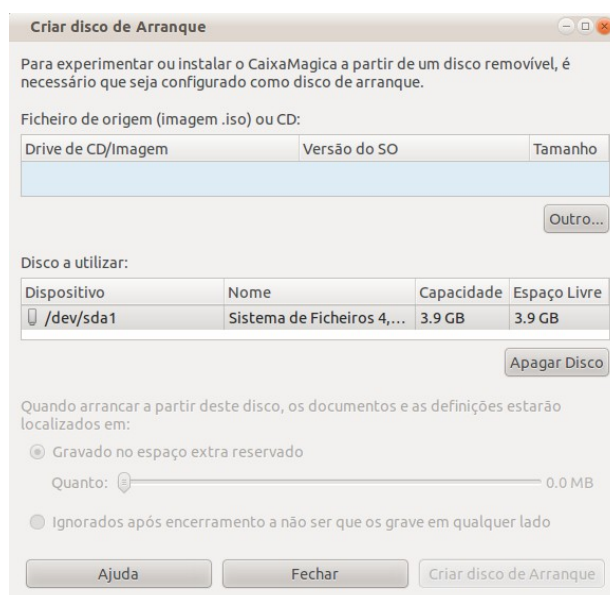 Criar disco de Arranque
Para experimentar ou instalar o CaixaMagica a partir de um disco removível, é
necessário que seja configurado como disco de arranque.
Ficheiro de origem (imagem .iso) ou CD:
Drive de CD/Imagem Versão do SO Tamanho
Outro...
Disco a utilizar:
Dispositivo Nome Capacidade Espaço Livre
/dev/sda1 Sistema de Ficheiros 4,... 3.9 GB 3.9 GB
Apagar Disco
Quando arrancar a partir deste disco, os documentos e as definições estarão
localizados em:
Gravado no espaço extra reservado
Quanto: 0.0 MB
Ignorados após encerramento a não ser que os grave em qualquer lado
Ajuda Fechar Criar disco de Arranque